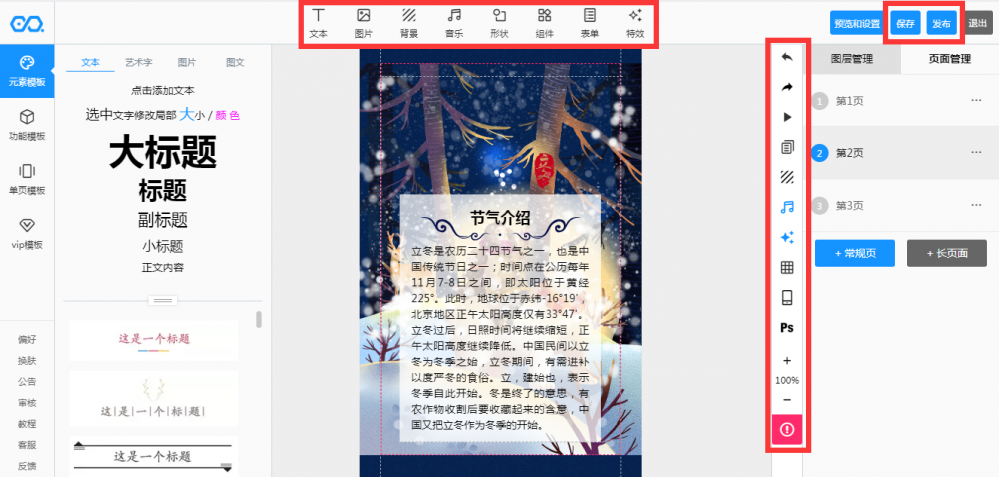 文本
图片
背景
音乐
形状
组件
表单
特效
预览和设置
保存
发布
退出
元素模板
功能模板
单页模板
vip模板
偏好
换肤
公告
审核
教程
客服
反馈
文本
艺术字
图片
图文
点击添加文本
选中文字修改局部 大小 / 颜 色
大标题
标题
副标题
小标题
正文内容
这是一个标题
这|是|一|个|标|题|
这是一个标题
立冬
节气介绍
立冬是农历二十四节气之一，也是中
国传统节日之一；时间点在公历每年
11月7-8日之间，即太阳位于黄经
225°。此时，地球位于赤纬-16°19'，
北京地区正午太阳高度仅有33°47'。
立冬过后，日照时间将继续缩短，正
午太阳高度继续降低。中国民间以立
冬为冬季之始，立冬期间，有需进补
以度严冬的食俗。立，建始也，表示
冬季自此开始。冬是终了的意思，有
农作物收割后要收藏起来的含意，中
国又把立冬作为冬季的开始。
Ps
+
100%
−
图层管理
页面管理
1 第1页 ···
2 第2页 ···
3 第3页 ···
+ 常规页
+ 长页面